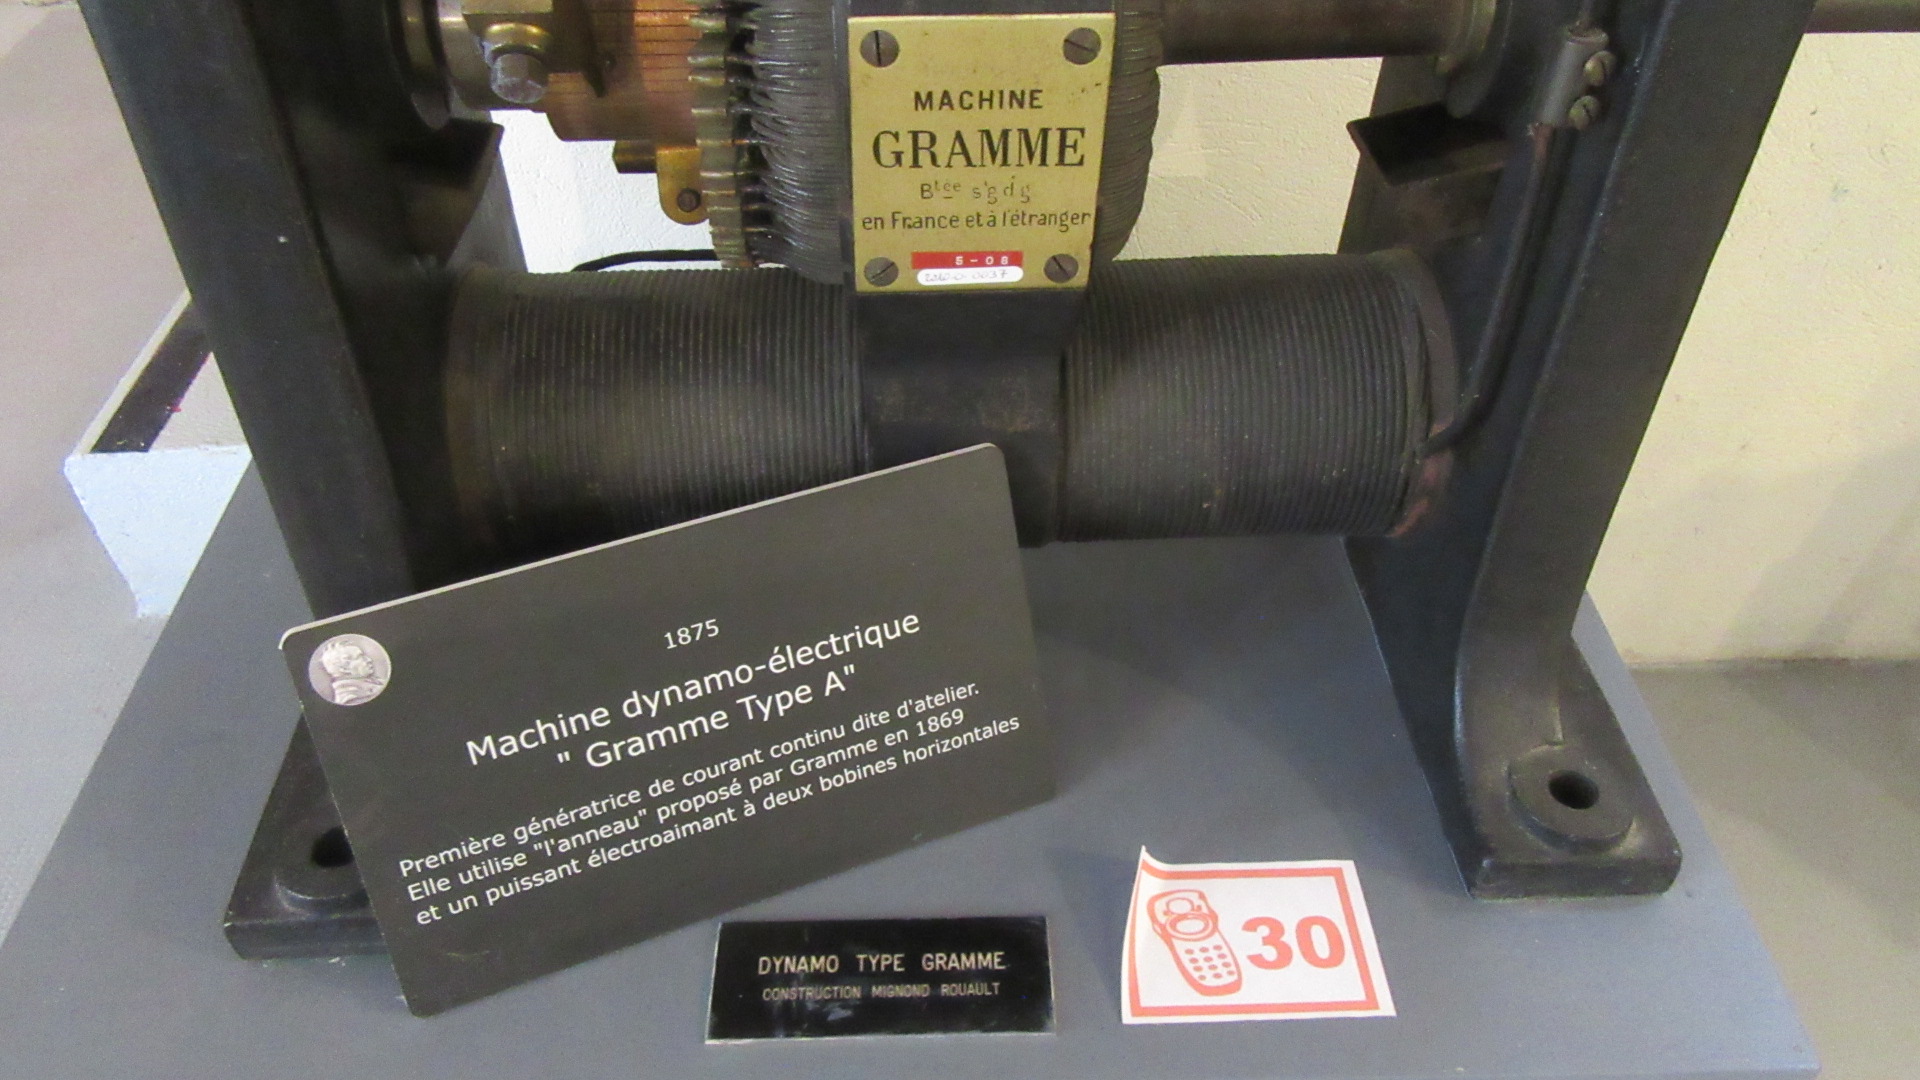 MACHINE
GRAMME
Btée s.g.d.g
en France et à l'étranger
5-08
1875
Machine dynamo-électrique
" Gramme Type A"
Première génératrice de courant continu dite d'atelier.
Elle utilise "l'anneau" proposé par Gramme en 1869
et un puissant électroaimant à deux bobines horizontales
DYNAMO TYPE GRAMME
CONSTRUCTION MIGNOND ROUAULT
30